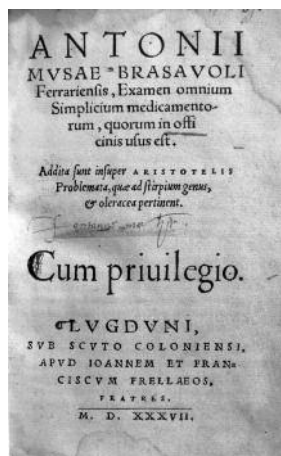 ANTONII
MVSAE BRASAVOLI
Ferrariensis, Examen omnium
Simplicium medicamento-
rum, quorum in offi
cinis usus est.
Addita sunt insuper ARISTOTELIS
Problemata, quæ ad stirpium genus,
& oleracea pertinent.
Cum priuilegio.
LVGDVNI,
SVB SCVTO COLONIENSI,
APVD IOANNEM ET FRAN=
CISCVM FRELLAEOS,
FRATRES.
M. D. XXXVII.